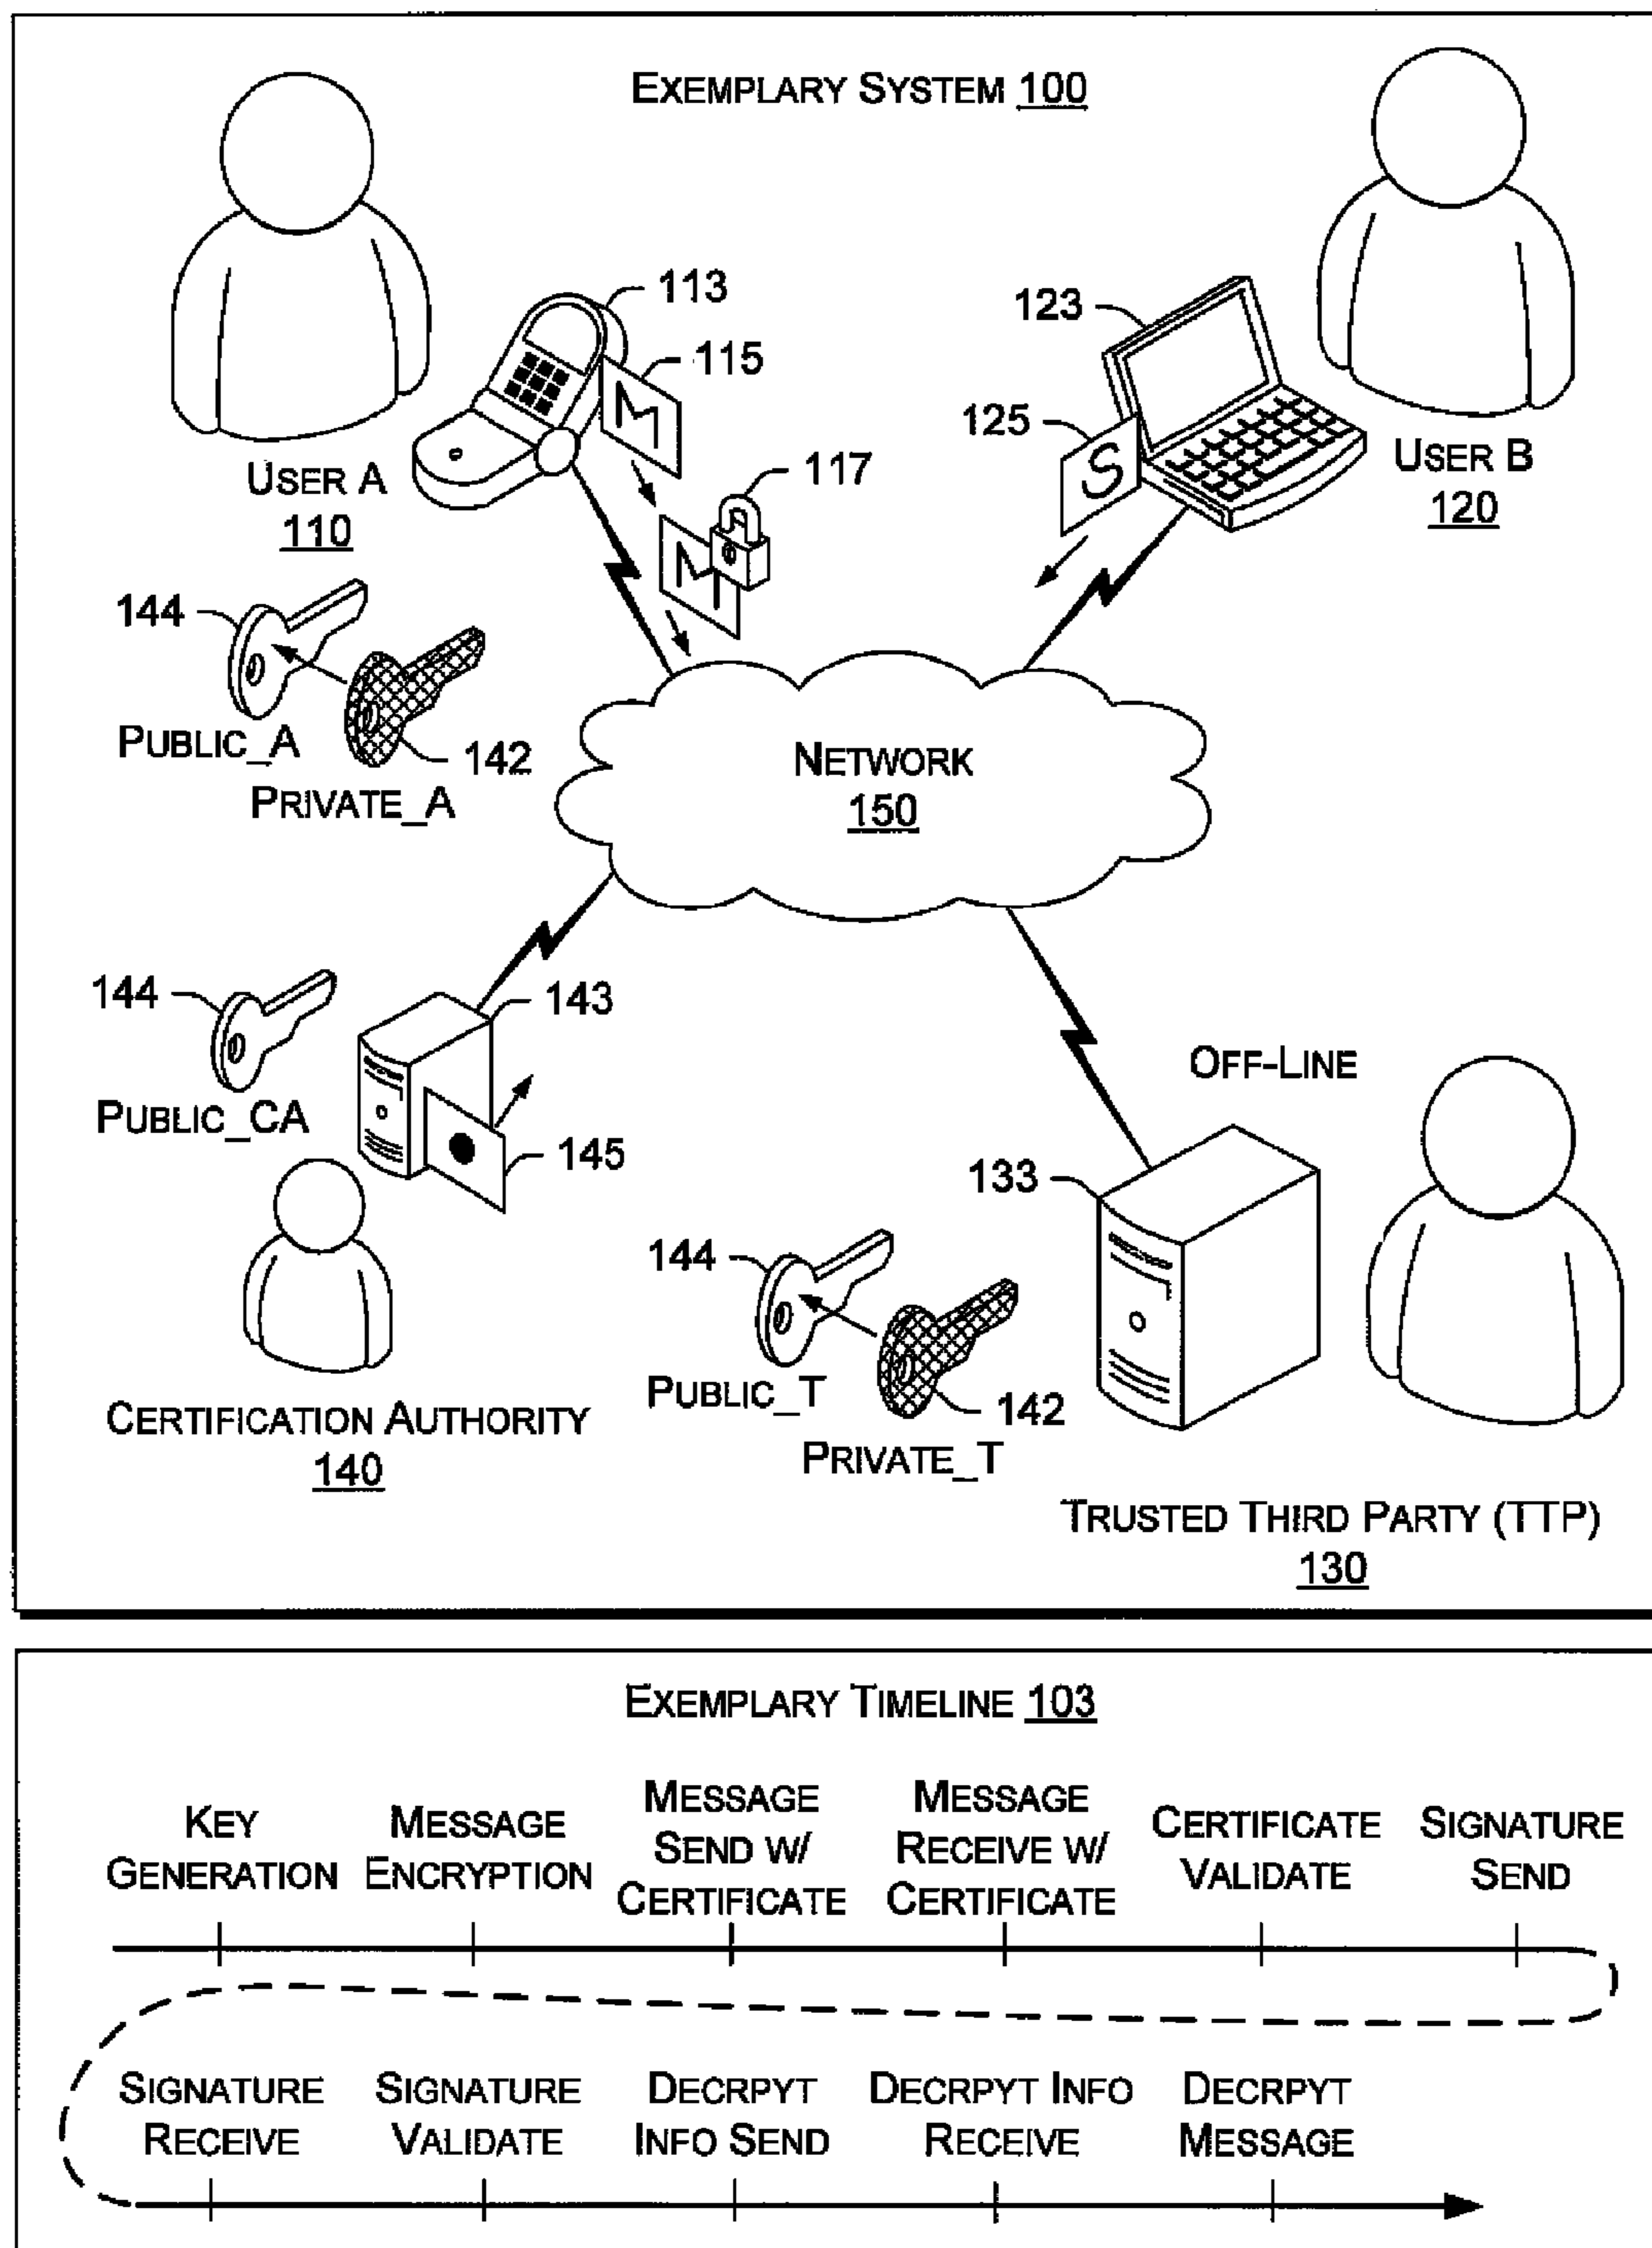 EXEMPLARY SYSTEM 100
113
115
123
125
117
USER A
110
USER B
120
144
PUBLIC_A
142
PRIVATE_A
NETWORK
150
144
PUBLIC_CA
143
145
CERTIFICATION AUTHORITY
140
OFF-LINE
133
144
PUBLIC_T
142
PRIVATE_T
TRUSTED THIRD PARTY (TTP)
130
M
M
S
EXEMPLARY TIMELINE 103
KEY
GENERATION
MESSAGE
ENCRYPTION
MESSAGE
SEND W/
CERTIFICATE
MESSAGE
RECEIVE W/
CERTIFICATE
CERTIFICATE
VALIDATE
SIGNATURE
SEND
SIGNATURE
RECEIVE
SIGNATURE
VALIDATE
DECRPYT
INFO SEND
DECRPYT INFO
RECEIVE
DECRPYT
MESSAGE